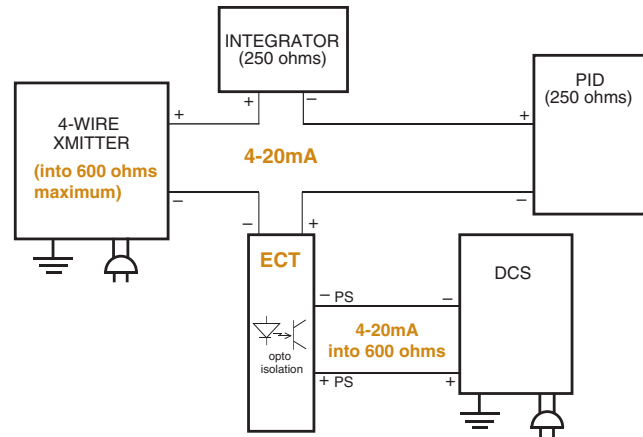 INTEGRATOR
(250 ohms)
+
−
4-WIRE
XMITTER
(into 600 ohms
maximum)
+
−
4-20mA
PID
(250 ohms)
+
−
−
+
ECT
opto
isolation
− PS
+ PS
4-20mA
into 600 ohms
−
+
DCS